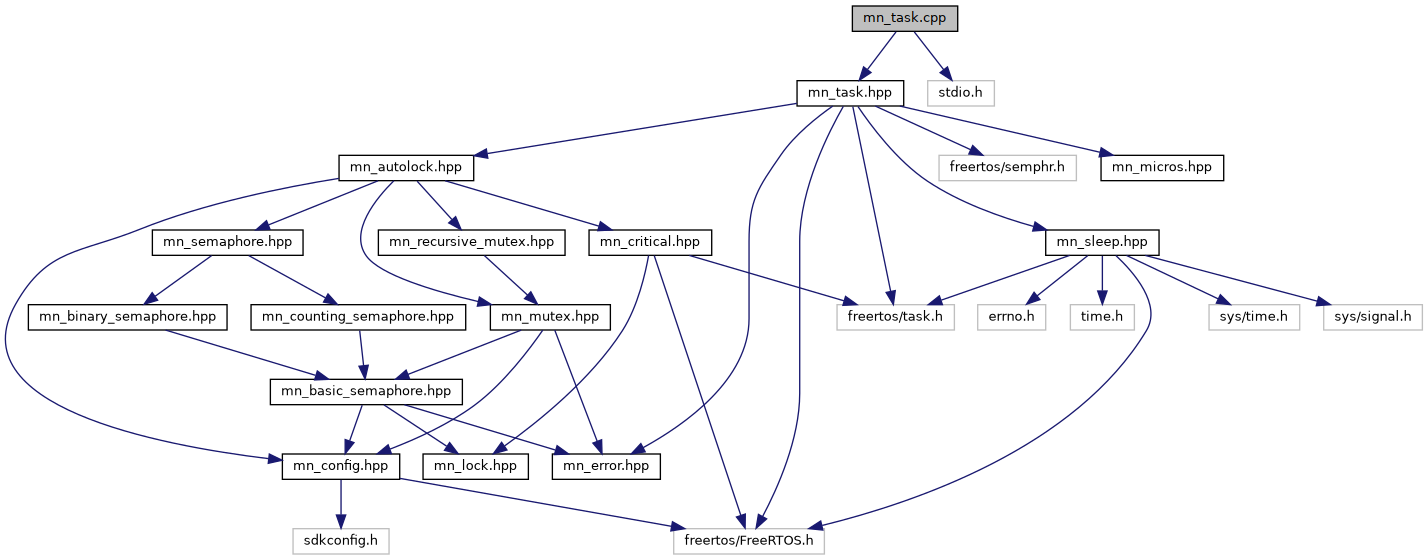 mn_task.cpp
mn_task.hpp
stdio.h
mn_autolock.hpp
freertos/semphr.h
mn_micros.hpp
mn_semaphore.hpp
mn_recursive_mutex.hpp
mn_critical.hpp
mn_sleep.hpp
mn_binary_semaphore.hpp
mn_counting_semaphore.hpp
mn_mutex.hpp
freertos/task.h
errno.h
time.h
sys/time.h
sys/signal.h
mn_basic_semaphore.hpp
mn_config.hpp
mn_lock.hpp
mn_error.hpp
sdkconfig.h
freertos/FreeRTOS.h